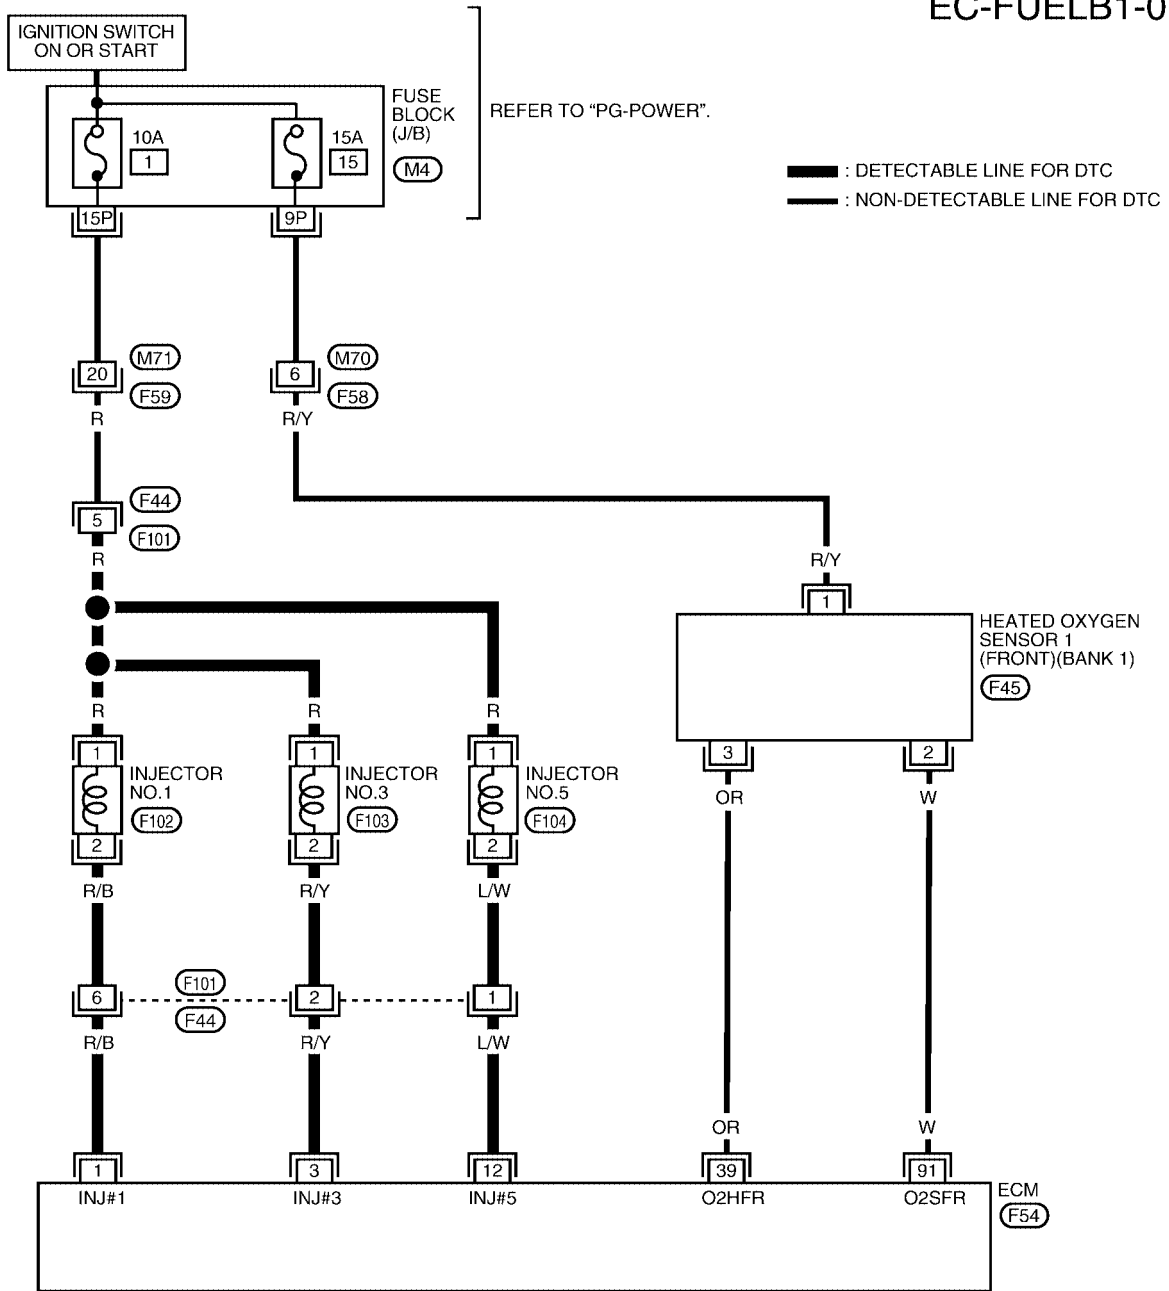 EC-FUELB1-0
IGNITION SWITCH
ON OR START
FUSE
BLOCK
(J/B)
M4
REFER TO “PG-POWER”.
10A
1
15A
15
: DETECTABLE LINE FOR DTC
: NON-DETECTABLE LINE FOR DTC
15P
9P
M71
20
F59
M70
6
F58
R
R/Y
F44
5
F101
R
R/Y
1
HEATED OXYGEN
SENSOR 1
(FRONT)(BANK 1)
F45
R
R
R
3
2
1
INJECTOR
NO.1
F102
1
INJECTOR
NO.3
F103
1
INJECTOR
NO.5
F104
OR
W
2
2
2
R/B
R/Y
L/W
6
F101
F44
2
1
R/B
R/Y
L/W
OR
W
1
3
12
39
91
INJ#1
INJ#3
INJ#5
O2HFR
O2SFR
ECM
F54